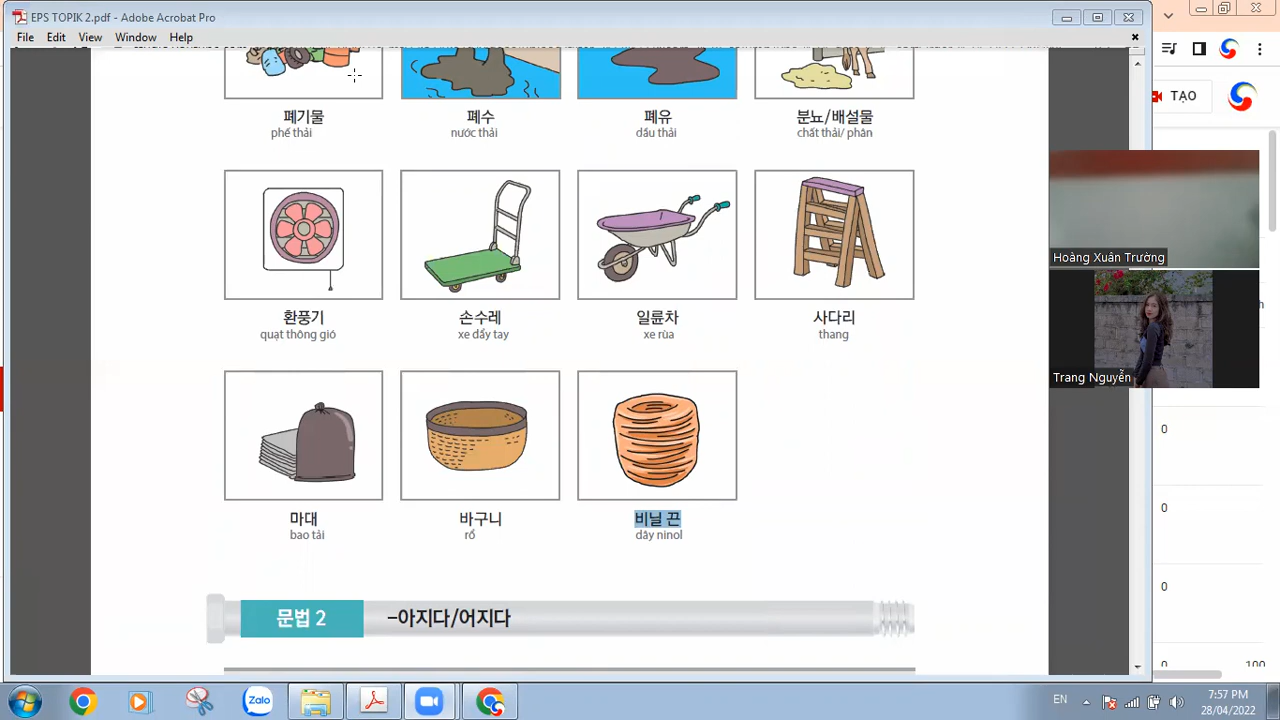 EPS TOPIK 2.pdf - Adobe Acrobat Pro
File Edit View Window Help
TẠO
폐기물 폐수 폐유 분뇨/배설물
phế thải nước thải dầu thải chất thải/ phân
Hoàng Xuân Trường
환풍기 손수레 일륜차 사다리
quạt thông gió xe đẩy tay xe rùa thang
Trang Nguyễn
0
0
0
마대 바구니 비닐 끈
bao tải rổ dây ninol
문법 2 –아지다/어지다
0 100
Zalo
EN
7:57 PM
28/04/2022